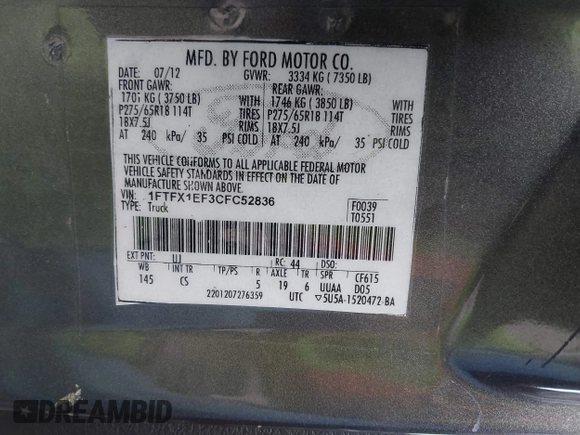 MFD. BY FORD MOTOR CO.
DATE: 07/12 GVWR: 3334 KG ( 7350 LB)
FRONT GAWR: REAR GAWR:
1701 KG ( 3750 LB) WITH 1746 KG ( 3850 LB) WITH
P275/65R18 114T TIRES P275/65R18 114T TIRES
18X7.5J RIMS 18X7.5J RIMS
AT 240 kPa/ 35 PSI COLD AT 240 kPa/ 35 PSI COLD
THIS VEHICLE CONFORMS TO ALL APPLICABLE FEDERAL MOTOR
VEHICLE SAFETY STANDARDS IN EFFECT ON THE DATE OF
MANUFACTURE SHOWN ABOVE.
VIN: 1FTFX1EF3CFC52836 F0039
TYPE: Truck T0551
EXT PNT: UJ RC: 44 DSO:
WB INT TR TP/PS R AXLE TR SPR CF615
145 CS 5 19 6 UUAA D05
2201207276359 UTC ▽5U5A-1520472-BA
DREAMBID